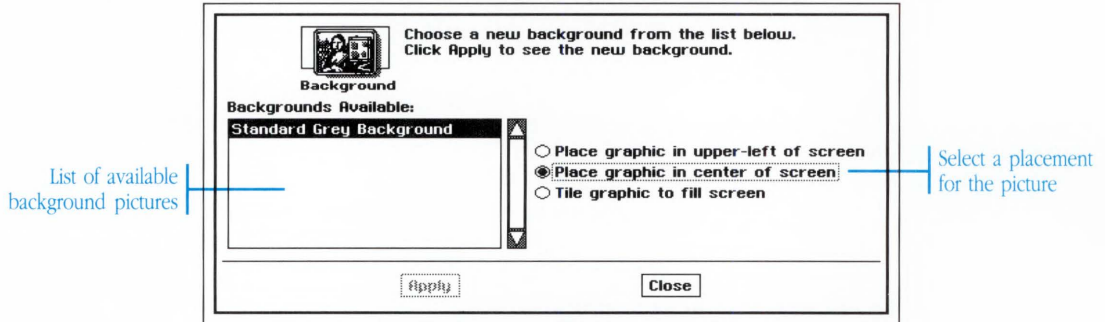 Choose a new background from the list below.
Click Apply to see the new background.
Background
Backgrounds Available:
Standard Grey Background
Place graphic in upper-left of screen
Place graphic in center of screen
Tile graphic to fill screen
List of available
background pictures
Select a placement
for the picture
Apply
Close